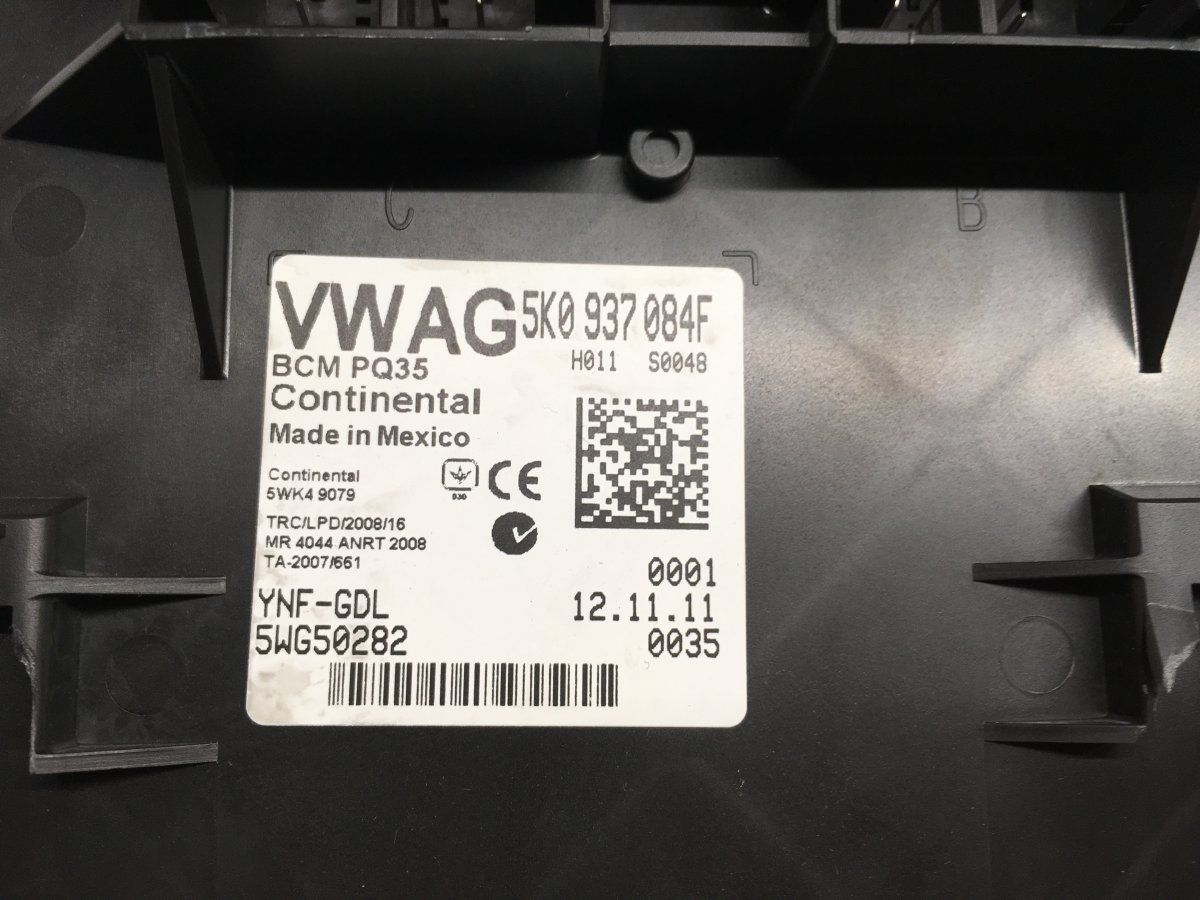 C
B
VWAG 5K0 937 084F
H011 S0048
BCM PQ35
Continental
Made in Mexico
Continental
5WK4 9079
CE
TRC/LPD/2008/16
MR 4044 ANRT 2008
TA-2007/661
0001
YNF-GDL 12.11.11
5WG50282 0035